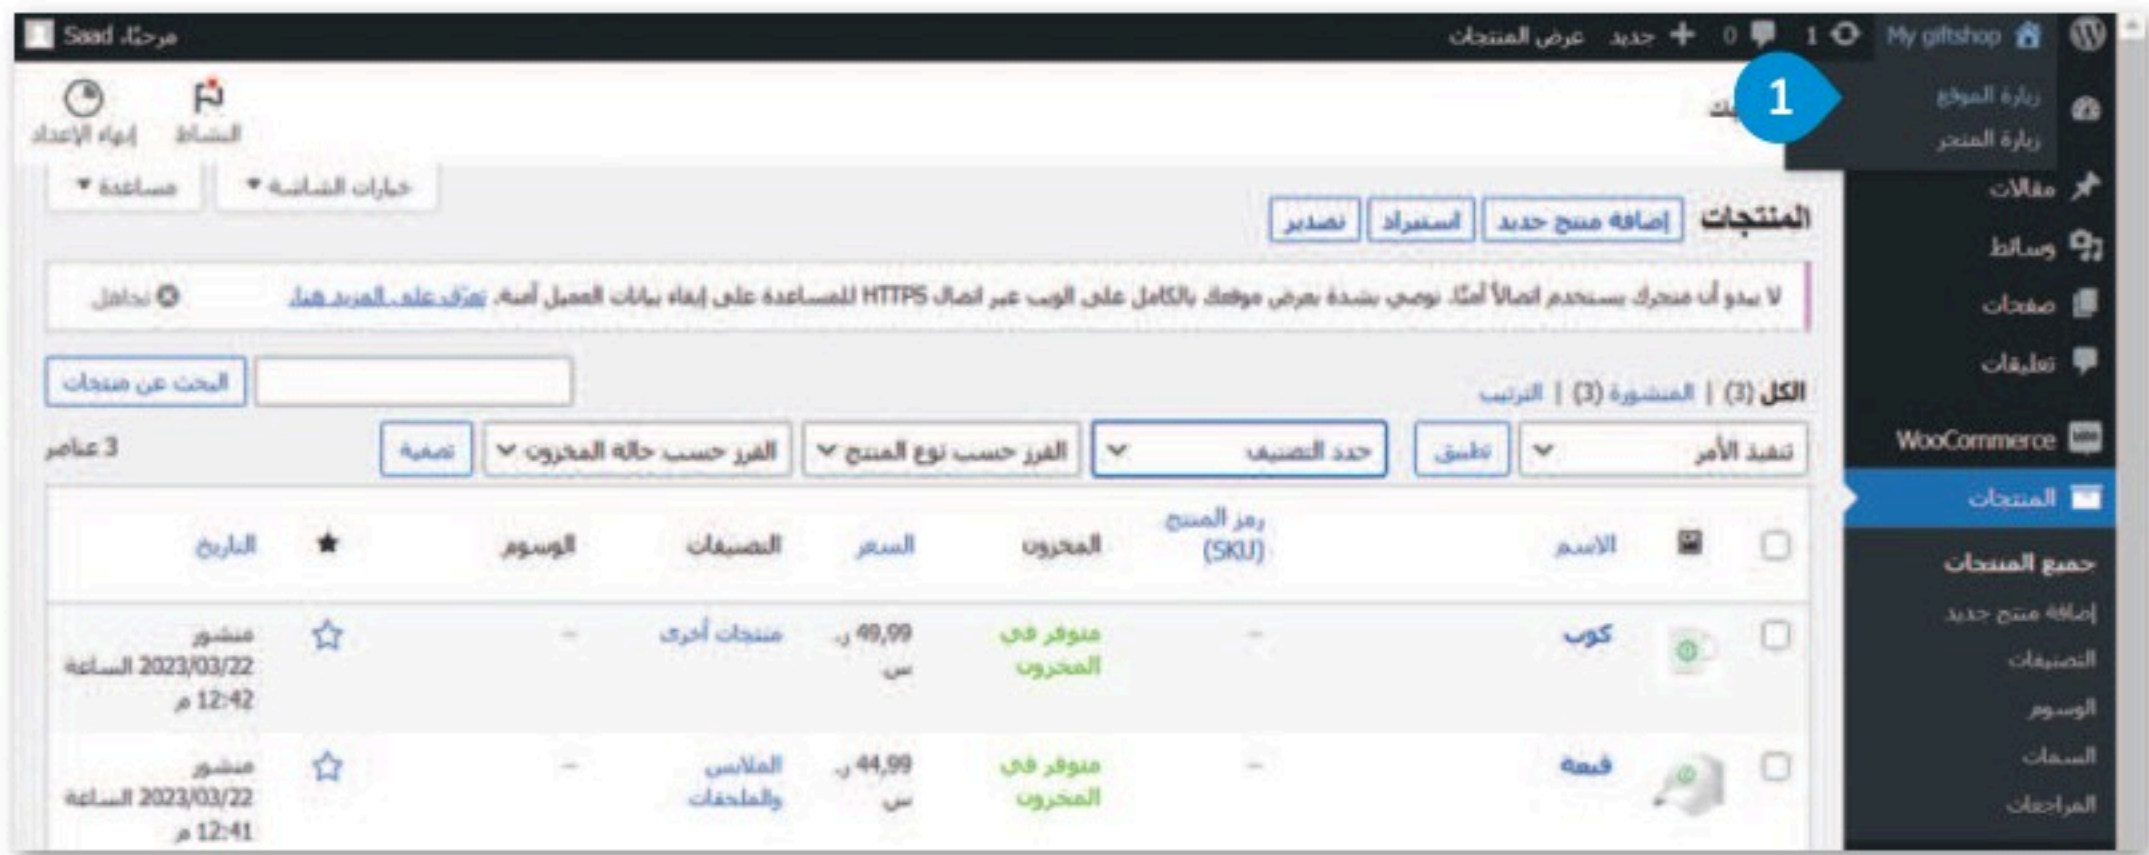 My giftshop 1 0 جديد عرض المنتجات
مرحبًا، Saad
زيارة الموقع
زيارة المتجر
1
النشاط
إنهاء الإعداد
خيارات الشاشة
مساعدة
المنتجات إضافة منتج جديد استيراد تصدير
لا يبدو أن متجرك يستخدم اتصالاً آمنًا. نوصي بشدة بعرض موقعك بالكامل على الويب عبر اتصال HTTPS للمساعدة على إبقاء بيانات العميل آمنة. تعرّف على المزيد هنا.
تجاهل
الكل (3) | المنشورة (3) | الترتيب
البحث عن منتجات
تنفيذ الأمر تطبيق حدد التصنيف الفرز حسب نوع المنتج الفرز حسب حالة المخزون تصفية
3 عناصر
الاسم
رمز المنتج
(SKU)
المخزون
السعر
التصنيفات
الوسوم
التاريخ
كوب
–
متوفر في
المخزون
49,99 ر.
س
منتجات أخرى
–
منشور
2023/03/22 الساعة
12:42 م
قبعة
–
متوفر في
المخزون
44,99 ر.
س
الملابس
والملحقات
–
منشور
2023/03/22 الساعة
12:41 م
مقالات
وسائط
صفحات
تعليقات
WooCommerce
المنتجات
جميع المنتجات
إضافة منتج جديد
التصنيفات
الوسوم
السمات
المراجعات